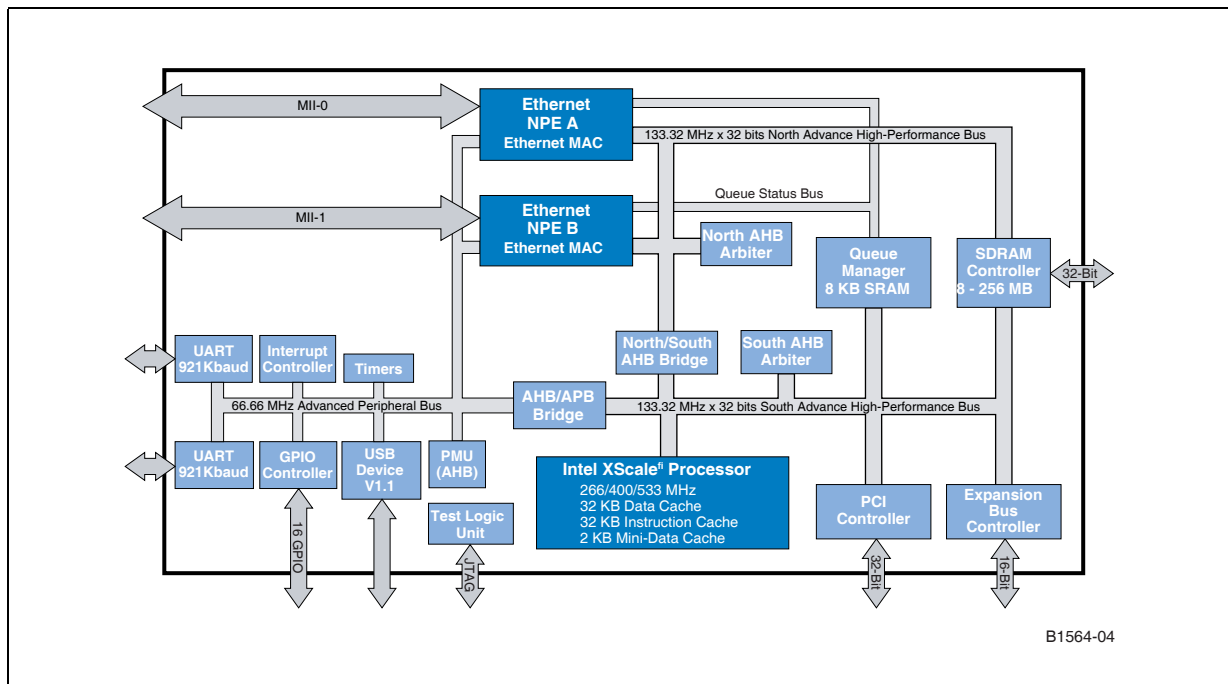 MII-0
Ethernet
NPE A
Ethernet MAC
133.32 MHz x 32 bits North Advance High-Performance Bus
Queue Status Bus
MII-1
Ethernet
NPE B
Ethernet MAC
North AHB
Arbiter
Queue
Manager
8 KB SRAM
SDRAM
Controller
8 - 256 MB
32-Bit
UART
921Kbaud
Interrupt
Controller
Timers
North/South
AHB Bridge
South AHB
Arbiter
66.66 MHz Advanced Peripheral Bus
AHB/APB
Bridge
133.32 MHz x 32 bits South Advance High-Performance Bus
UART
921Kbaud
GPIO
Controller
USB
Device
V1.1
PMU
(AHB)
Intel XScaleﬁ Processor
266/400/533 MHz
32 KB Data Cache
32 KB Instruction Cache
2 KB Mini-Data Cache
Test Logic
Unit
PCI
Controller
Expansion
Bus
Controller
16 GPIO
JTAG
32-Bit
16-Bit
B1564-04